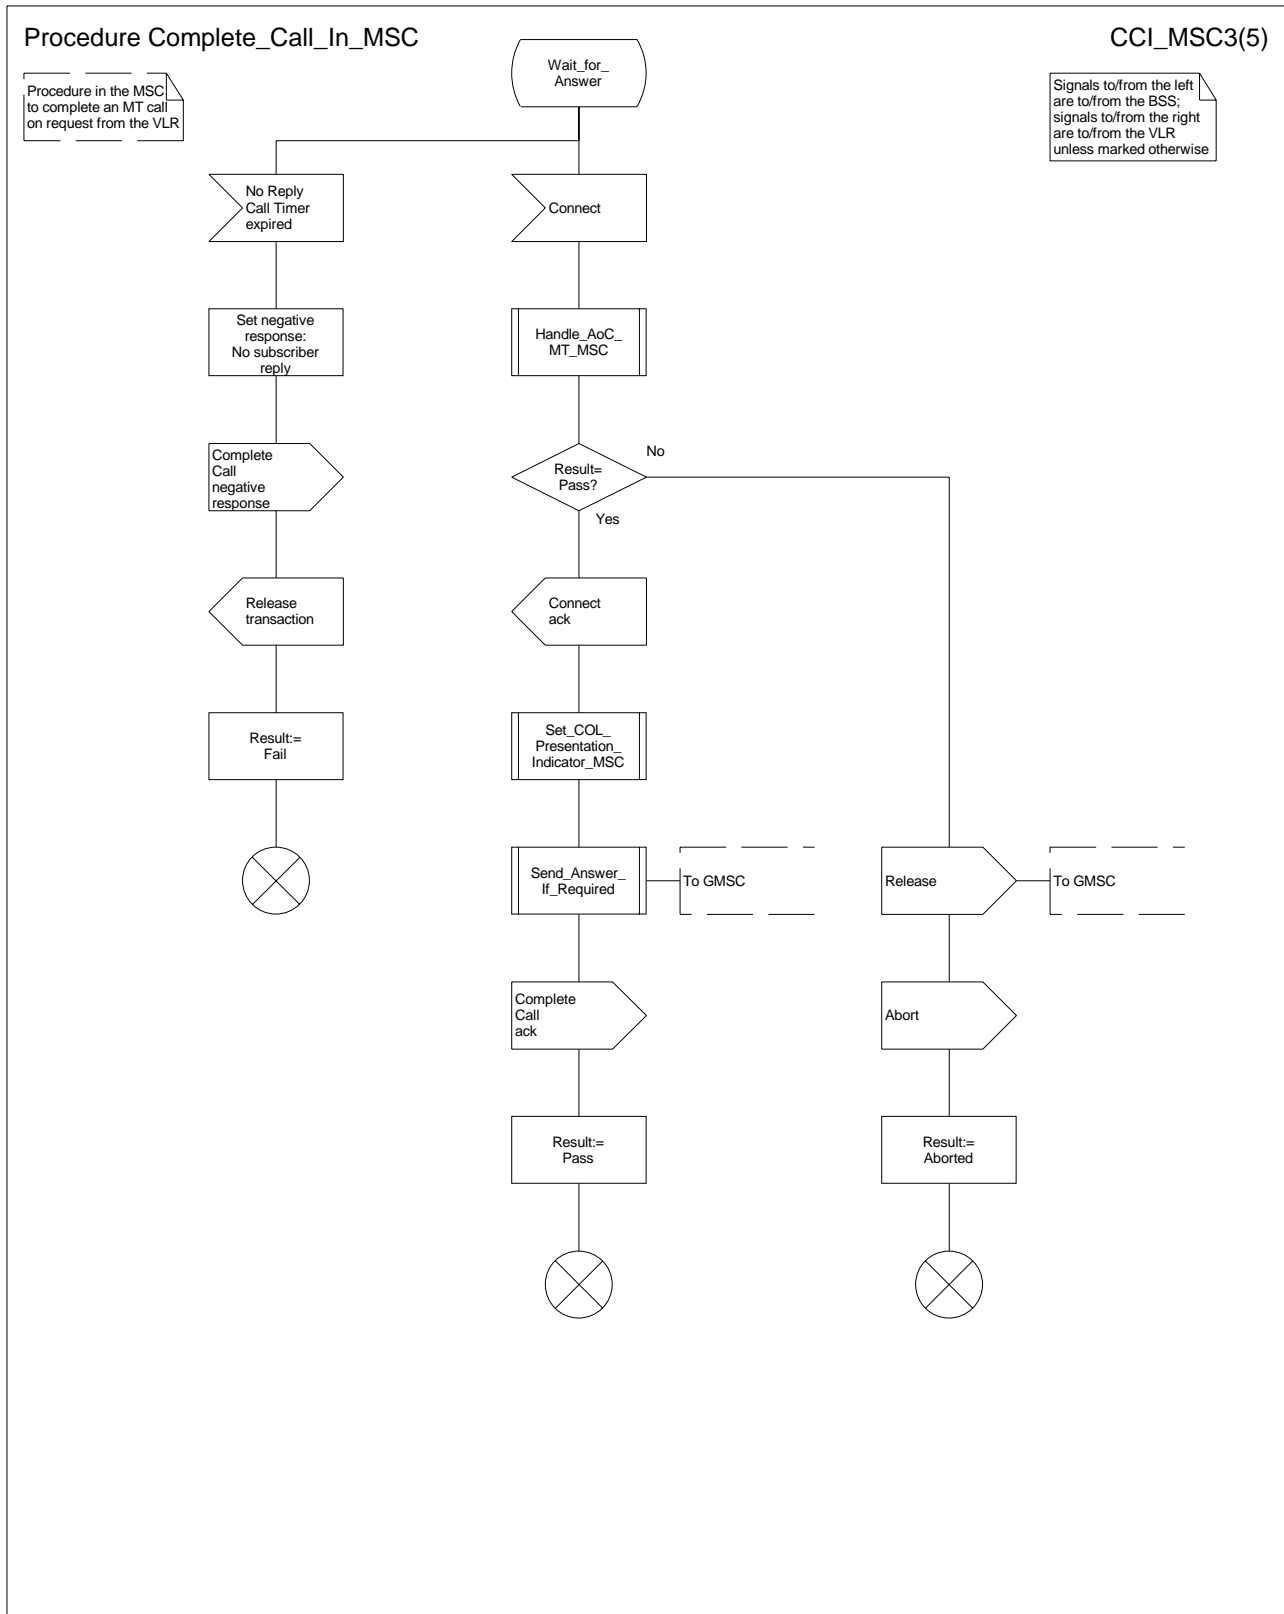 Procedure Complete_Call_In_MSC
CCI_MSC3(5)
Procedure in the MSC
to complete an MT call
on request from the VLR
Signals to/from the left
are to/from the BSS;
signals to/from the right
are to/from the VLR
unless marked otherwise
Wait_for_
Answer
No Reply
Call Timer
expired
Connect
Set negative
response:
No subscriber
reply
Handle_AoC_
MT_MSC
Complete
Call
negative
response
Result=
Pass?
No
Yes
Release
transaction
Connect
ack
Result:=
Fail
Set_COL_
Presentation_
Indicator_MSC
Send_Answer_
If_Required
To GMSC
Release
To GMSC
Complete
Call
ack
Abort
Result:=
Pass
Result:=
Aborted